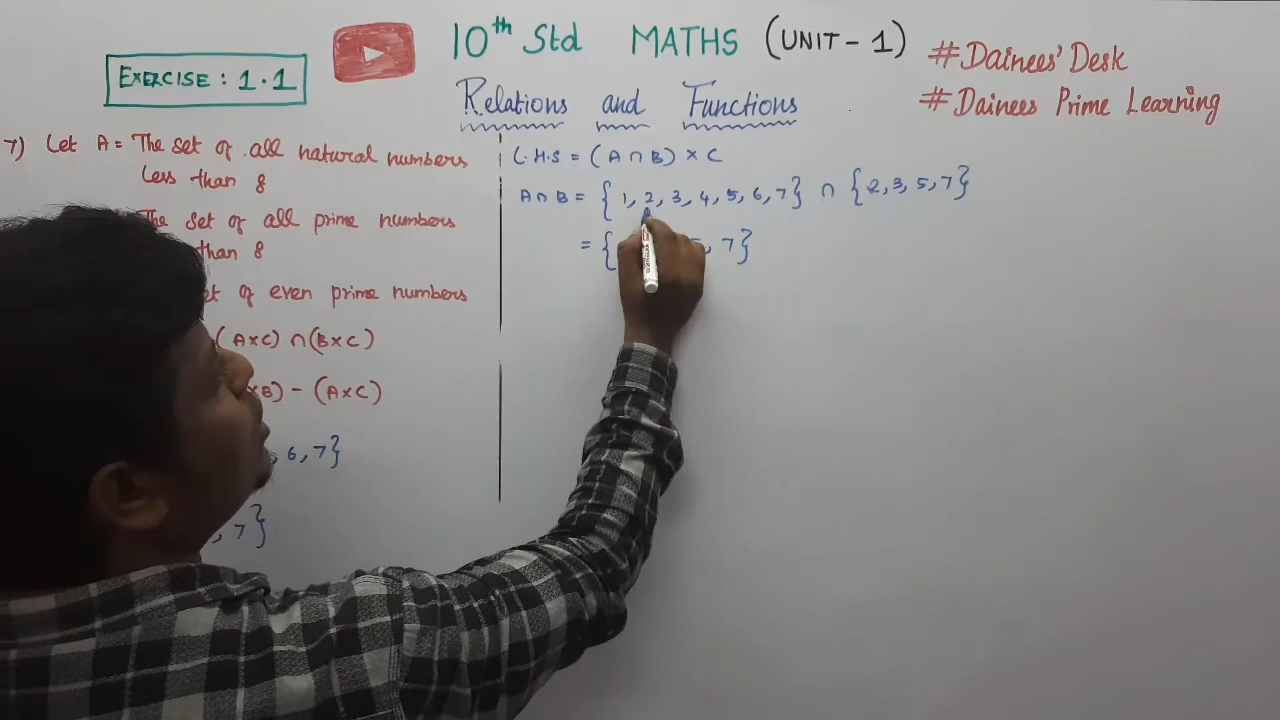 10th Std MATHS (UNIT - 1)
EXERCISE : 1.1
Relations and Functions
#Dainees' Desk
#Dainees Prime Learning
7) Let A = The set of all natural numbers
less than 8
The set of all prime numbers
than 8
of even prime numbers
(A×C) ∩ (B×C)
×B) - (A×C)
6, 7}
, 7}
L.H.S = (A ∩ B) × C
A ∩ B = {1, 2, 3, 4, 5, 6, 7} ∩ {2, 3, 5, 7}
= { , 7}